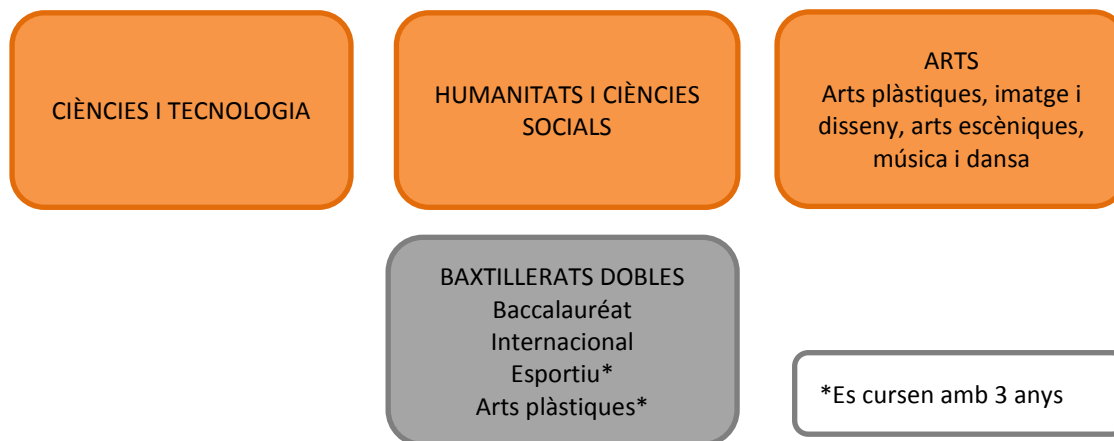 CIÈNCIES I TECNOLOGIA
HUMANITATS I CIÈNCIES
SOCIALS
ARTS
Arts plàstiques, imatge i
disseny, arts escèniques,
música i dansa
BAXTILLERATS DOBLES
Baccalauréat
Internacional
Esportiu*
Arts plàstiques*
*Es cursen amb 3 anys